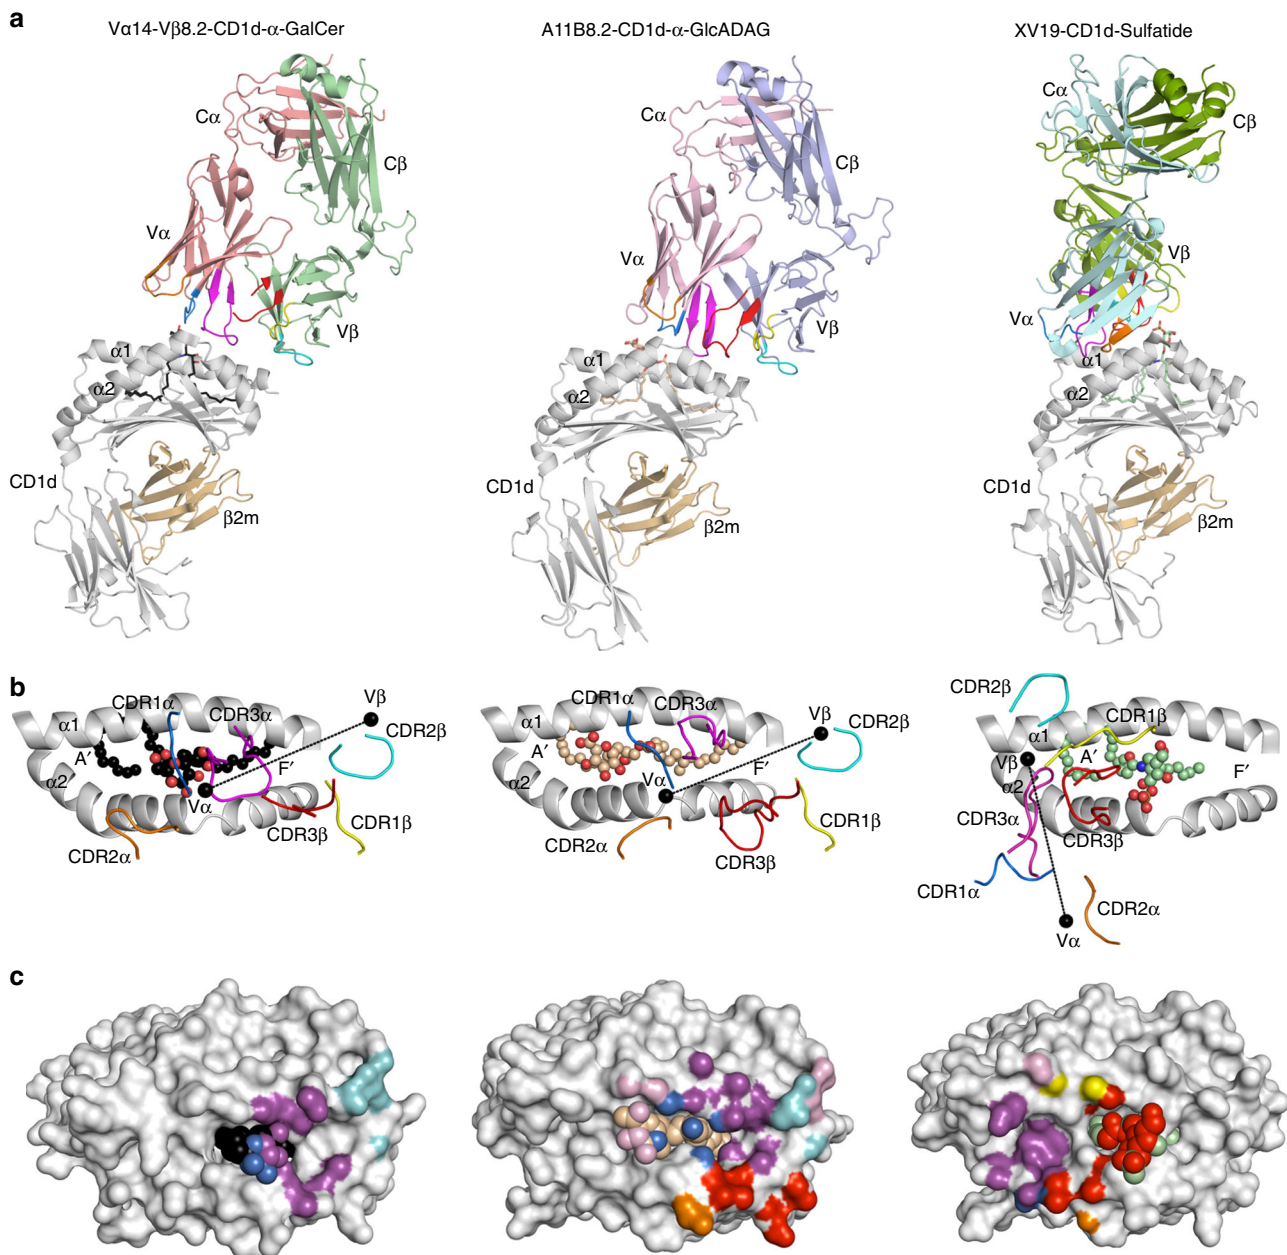 a
Vα14-Vβ8.2-CD1d-α-GalCer
A11B8.2-CD1d-α-GlcADAG
XV19-CD1d-Sulfatide
Cα
Cβ
Vα
Vβ
α1
α2
CD1d
β2m
Cα
Cβ
Vα
Vβ
α1
α2
CD1d
β2m
Cα
Cβ
Vβ
Vα
α1
α2
CD1d
β2m
b
CDR1α
CDR3α
Vβ
α1
CDR2β
A′
F′
α2
Vα
CDR3β
CDR1β
CDR2α
CDR1α
CDR3α
Vβ
α1
CDR2β
A′
F′
Vα
α2
CDR2α
CDR3β
CDR1β
CDR2β
CDR1β
α1
A′
Vβ
F′
α2
CDR3α
CDR3β
CDR1α
CDR2α
Vα
c